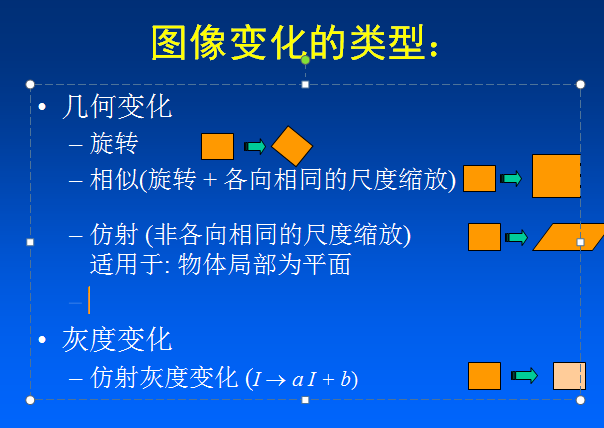 图像变化的类型：
• 几何变化
– 旋转
– 相似(旋转 + 各向相同的尺度缩放)
– 仿射 (非各向相同的尺度缩放)
适用于: 物体局部为平面
–
• 灰度变化
– 仿射灰度变化 (I → a I + b)